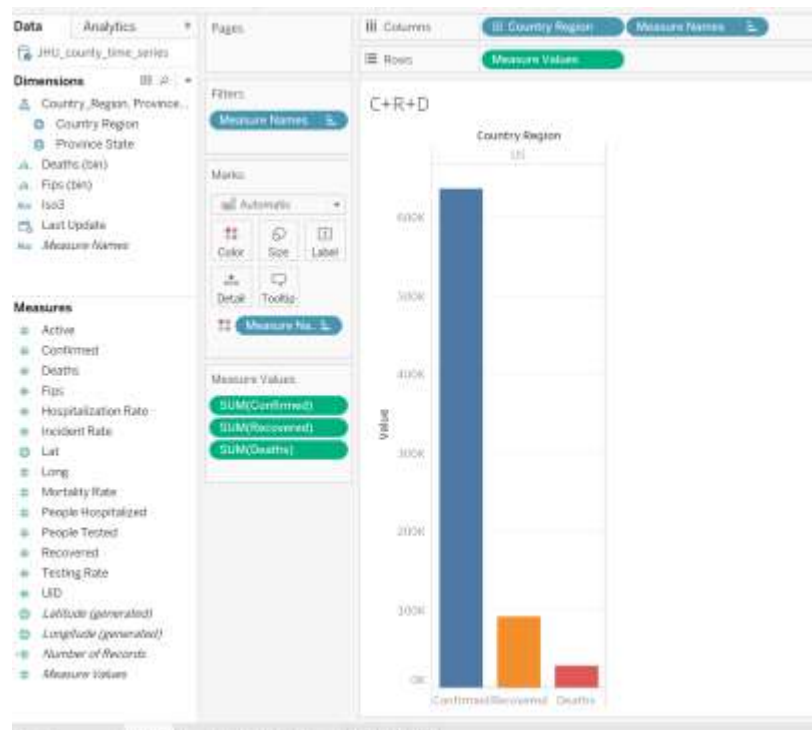 Data Analytics
JHU_county_time_series
Dimensions
Country_Region, Province...
Country Region
Province State
Deaths (bin)
Fips (bin)
Abc Iso3
Last Update
Abc Measure Names
Measures
Active
Confirmed
Deaths
Fips
Hospitalization Rate
Incident Rate
Lat
Long
Mortality Rate
People Hospitalized
People Tested
Recovered
Testing Rate
UID
Latitude (generated)
Longitude (generated)
Number of Records
Measure Values
Pages
Filters
Measure Names
Marks
Automatic
Color Size Label
Detail Tooltip
Measure Na..
Measure Values
SUM(Confirmed)
SUM(Recovered)
SUM(Deaths)
Columns Country Region Measure Names
Rows Measure Values
C+R+D
Country Region
US
600K
500K
400K
Value
300K
200K
100K
0K
Confirmed Recovered Deaths